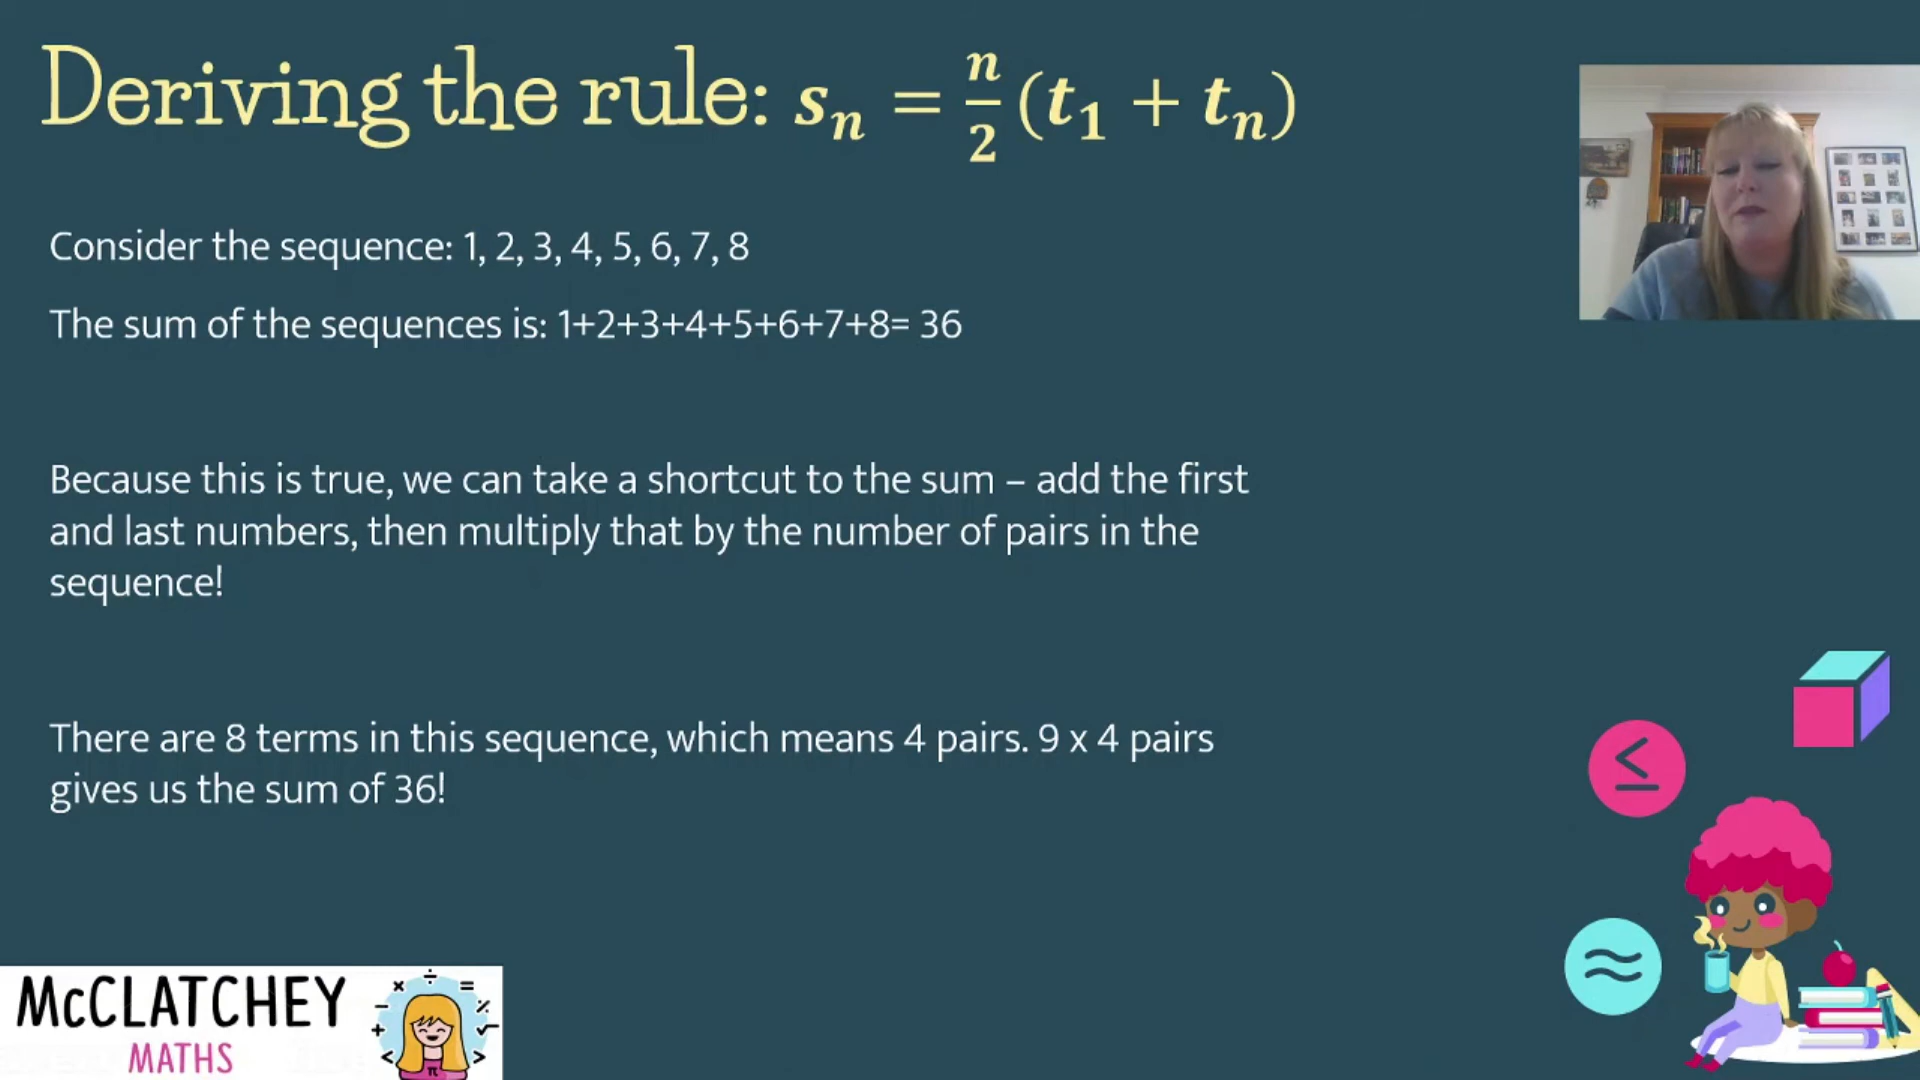 Deriving the rule: sₙ = n/2 (t₁ + tₙ)
Consider the sequence: 1, 2, 3, 4, 5, 6, 7, 8
The sum of the sequences is: 1+2+3+4+5+6+7+8= 36
Because this is true, we can take a shortcut to the sum – add the first
and last numbers, then multiply that by the number of pairs in the
sequence!
There are 8 terms in this sequence, which means 4 pairs. 9 x 4 pairs
gives us the sum of 36!
≤
≈
McCLATCHEY
MATHS
× ÷ =
− ٪
+ √
< π >